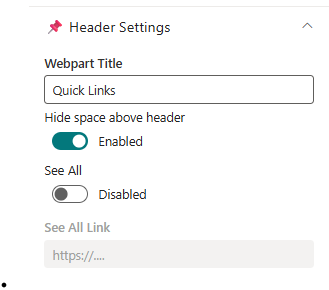 Header Settings
Webpart Title
Quick Links
Hide space above header
Enabled
See All
Disabled
See All Link
https://....